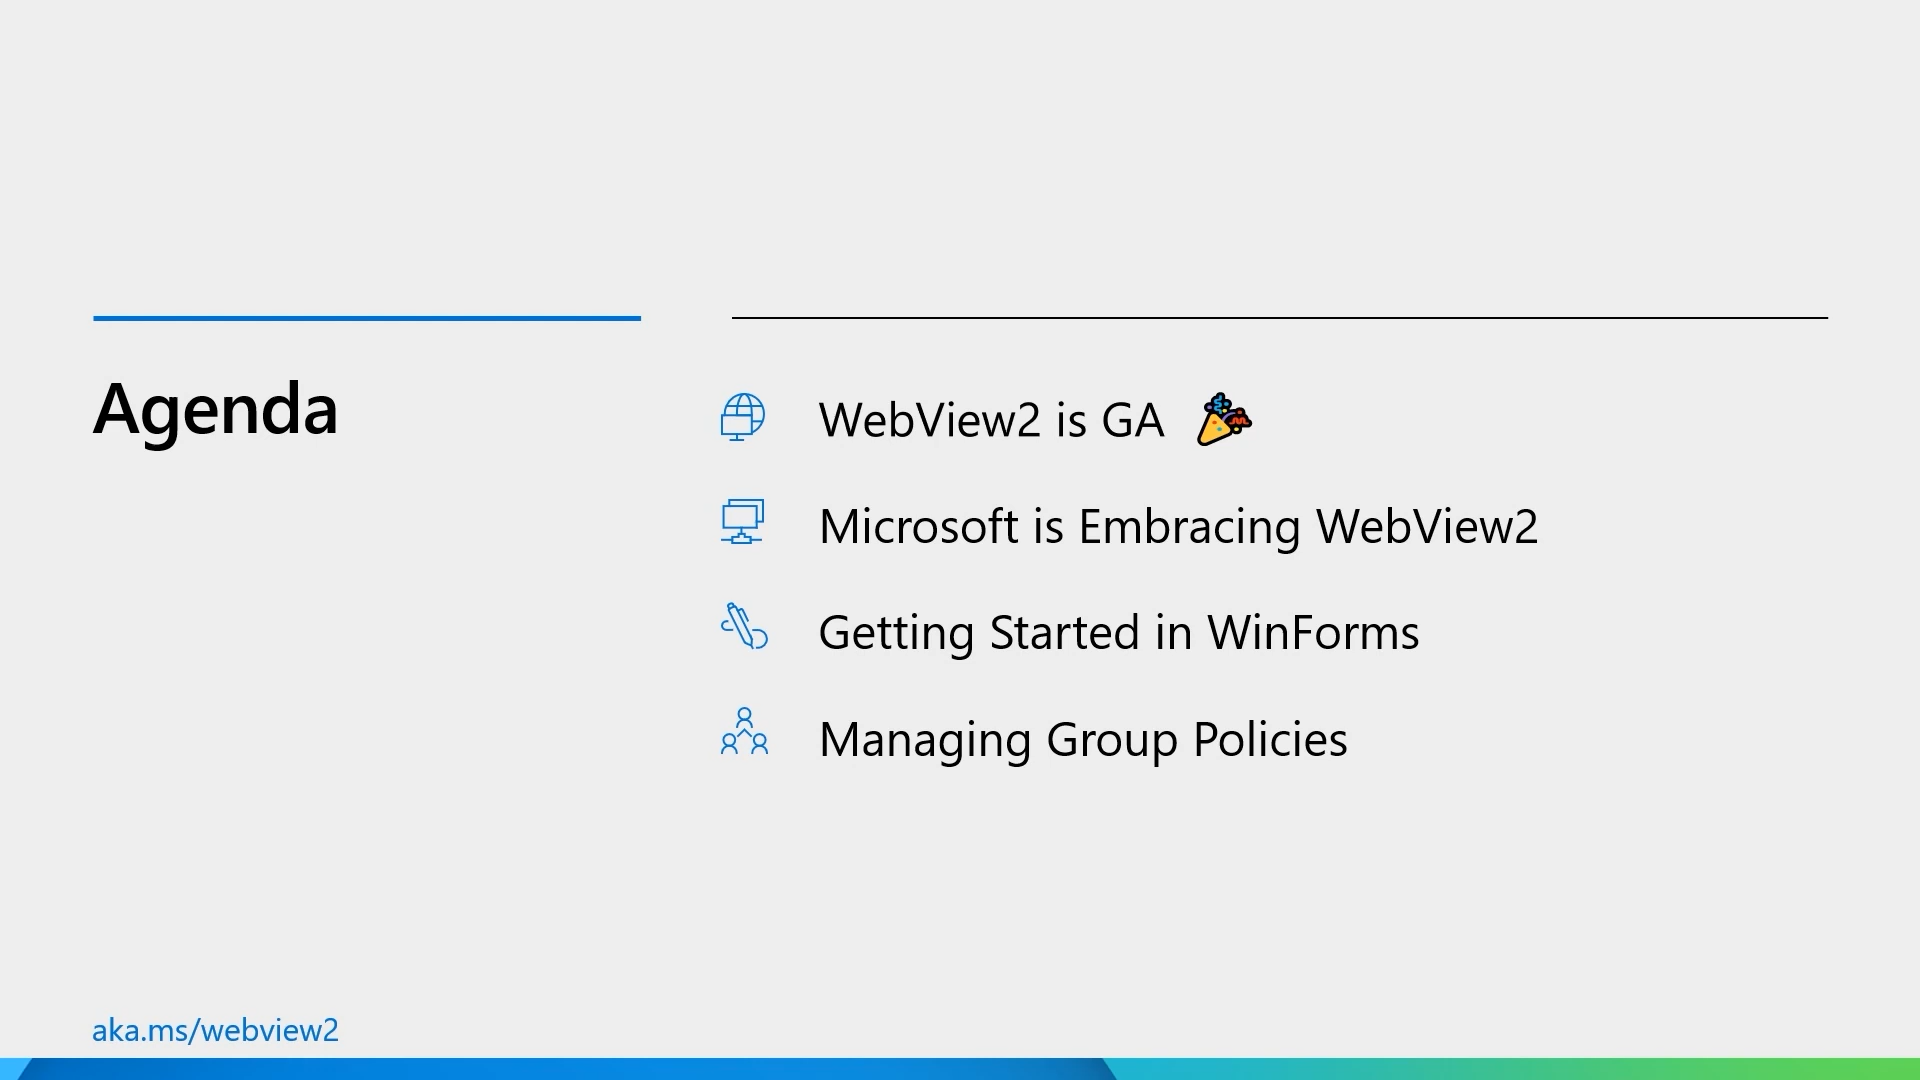 Agenda
WebView2 is GA 🎉
Microsoft is Embracing WebView2
Getting Started in WinForms
Managing Group Policies
aka.ms/webview2